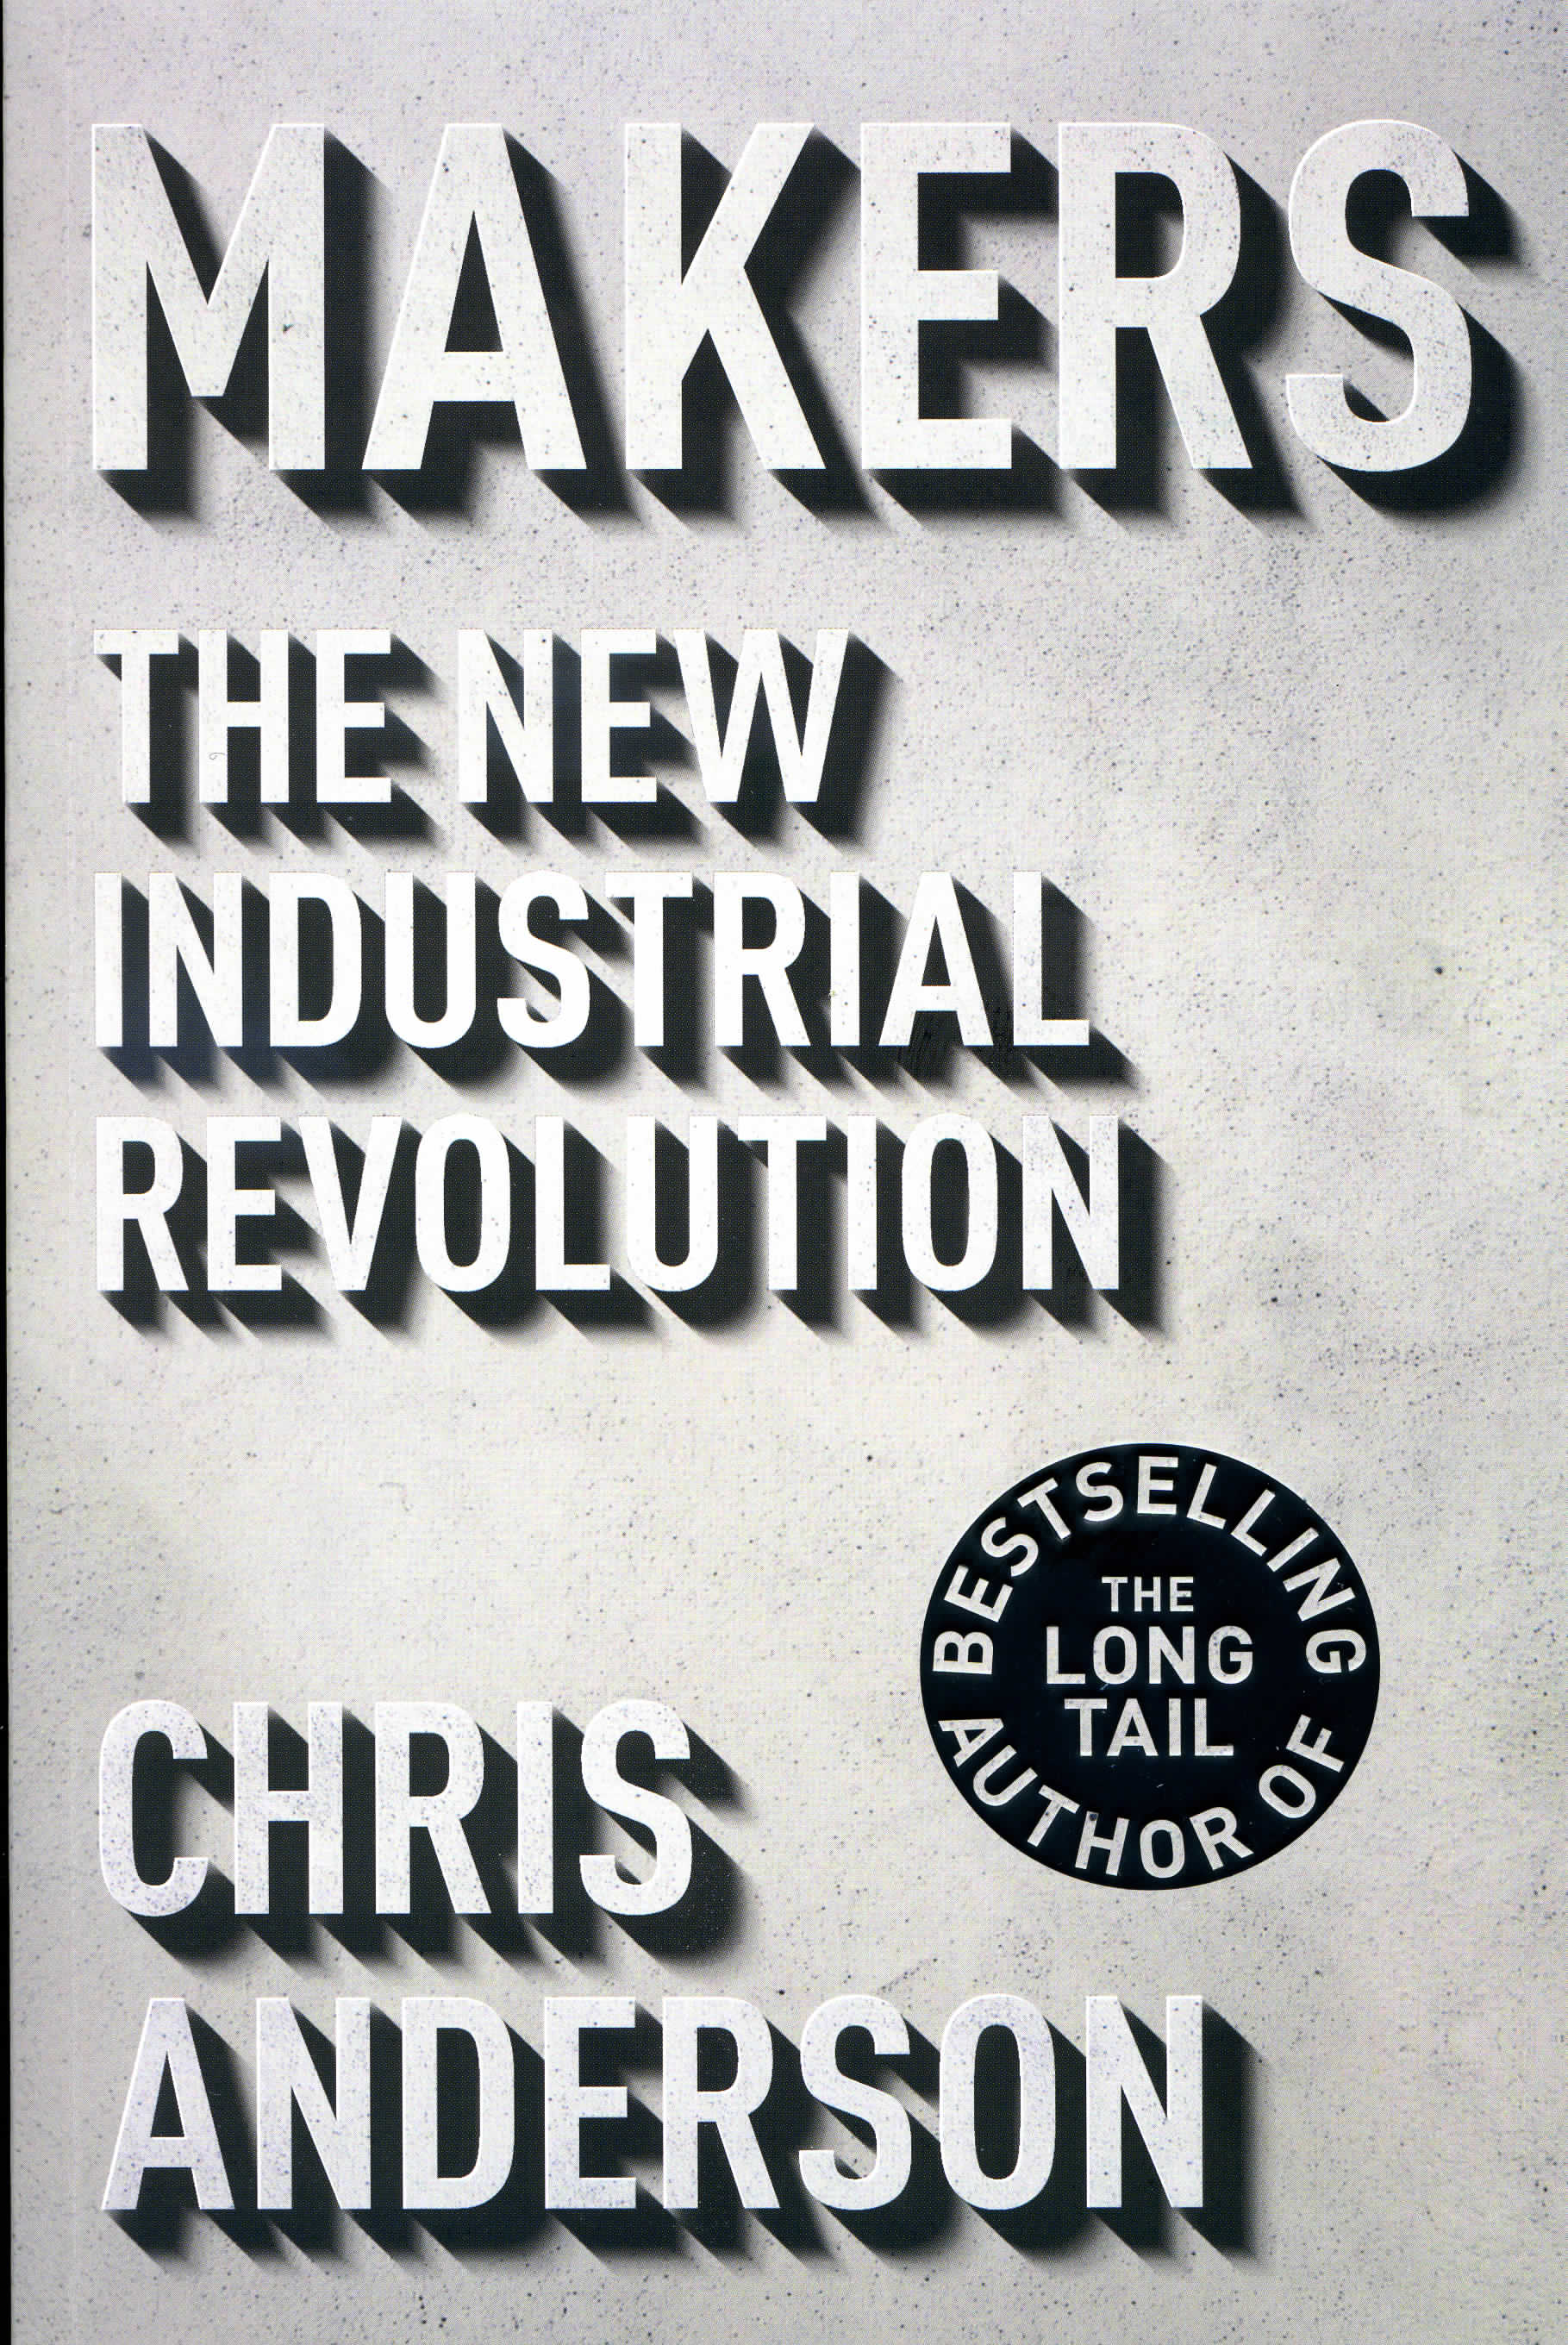 MAKERS
THE NEW
INDUSTRIAL
REVOLUTION
BESTSELLING
AUTHOR OF
THE
LONG
TAIL
CHRIS
ANDERSON